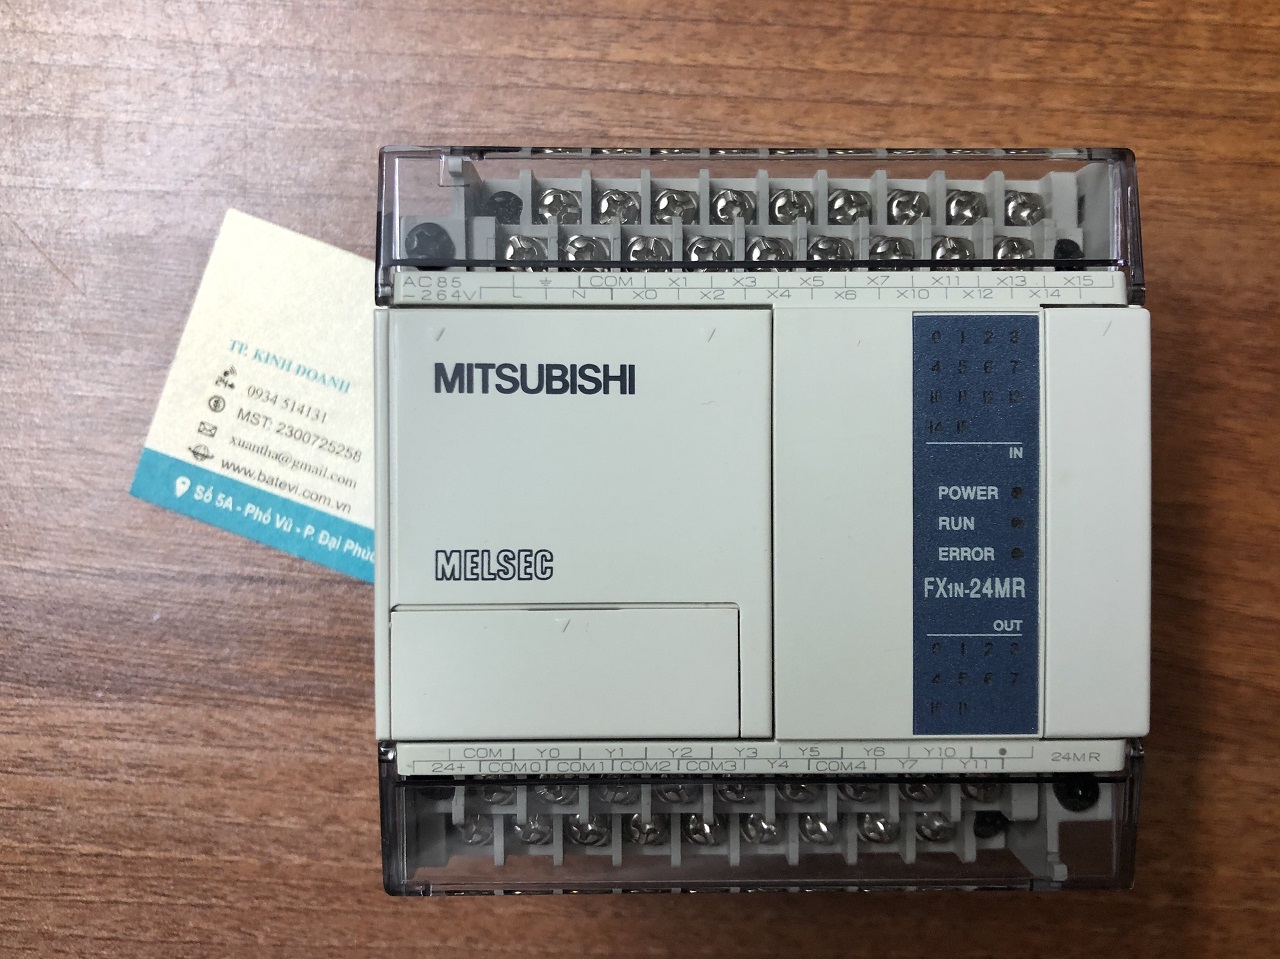 AC85
-264V
⏚ COM X1 X3 X5 X7 X11 X13 X15
L N X0 X2 X4 X6 X10 X12 X14
MITSUBISHI
MELSEC
0 1 2 3
4 5 6 7
10 11 12 13
14 15
IN
POWER
RUN
ERROR
FX1N-24MR
OUT
0 1 2 3
4 5 6 7
10 11
COM Y0 Y1 Y2 Y3 Y5 Y6 Y10 •
24+ COM0 COM1 COM2 COM3 Y4 COM4 Y7 Y11
24MR
TP. KINH DOANH
0934 514131
MST: 2300725258
xuantha@gmail.com
www.batevi.com.vn
Số 5A - Phố Vũ - P. Đại Phúc